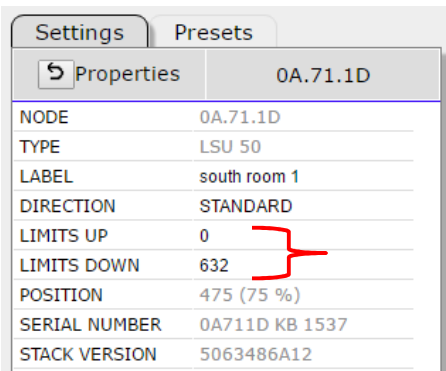 Settings Presets
Properties 0A.71.1D
NODE 0A.71.1D
TYPE LSU 50
LABEL south room 1
DIRECTION STANDARD
LIMITS UP 0
LIMITS DOWN 632
POSITION 475 (75 %)
SERIAL NUMBER 0A711D KB 1537
STACK VERSION 5063486A12